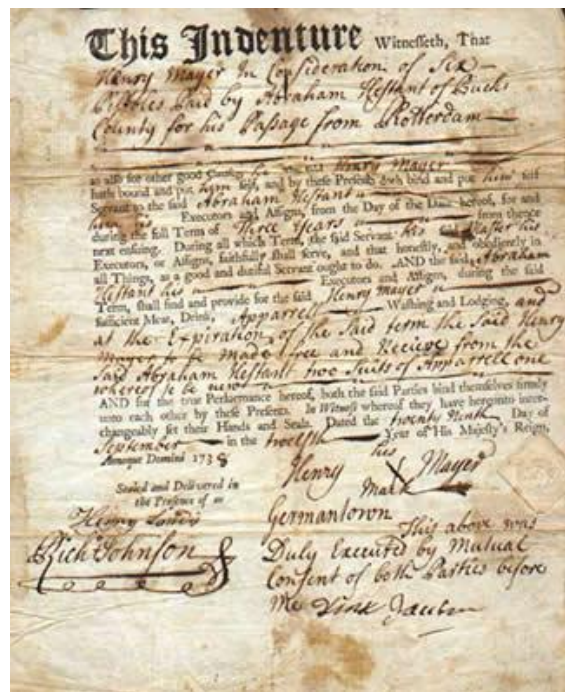 This Indenture Witnesseth, That
Henry Mayer In Consideration of Six
Pistoles Paid by Abraham Hestant of Bucks
County for his Passage from Rotterdam
as also for other good Causes he the said Henry Mayer
hath bound and put him self, and by these Presents doth bind and put him self
Servant to the said Abraham Hestant
his Executors and Assigns, from the Day of the Date hereof, for and
during the full Term of Three Years from thence
next ensuing. During all which Term, the said Servant his said Master his
Executors, or Assigns, faithfully shall serve, and that honestly, and obediently in
all Things, as a good and dutiful Servant ought to do. AND the said Abraham
Hestant his Executors and Assigns, during the said
Term, shall find and provide for the said Henry Mayer
sufficient Meat, Drink, Apparrell Washing and Lodging, and
at the Expiration of the said term the said Henry
Mayer to be made free and Recieve from the
said Abraham Hestant two Suits of Apparrell one
whereof to be new
AND for the true Performance hereof, both the said Parties bind themselves firmly
unto each other by these Presents. In Witness whereof they have hereunto inter-
changeably set their Hands and Seals. Dated the twenty Ninth Day of
September in the twelfth Year of His Majesty's Reign,
Annoque Domini 1738
his
Henry X Mayer
mark
Sealed and Delivered in
the Presence of us
Henry
Rich Johnson
Germantown
This above was
Duly Executed by Mutual
Consent of both Parties before
me